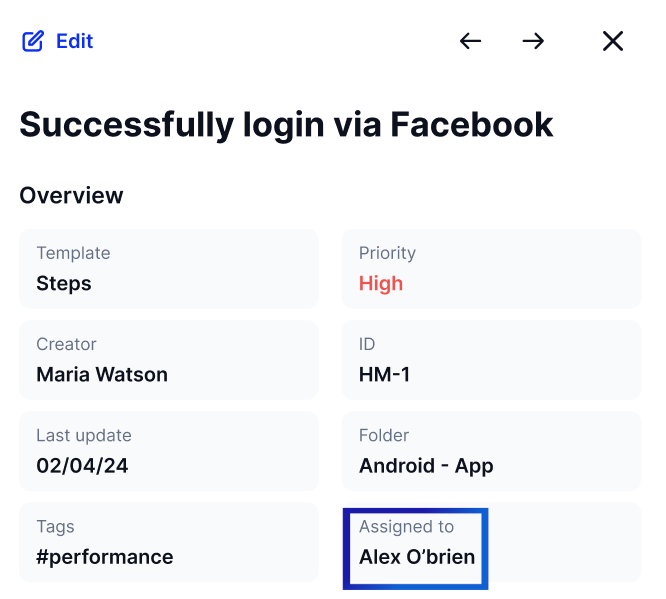 Edit
Successfully login via Facebook
Overview
Template
Steps
Priority
High
Creator
Maria Watson
ID
HM-1
Last update
02/04/24
Folder
Android - App
Tags
#performance
Assigned to
Alex O’brien